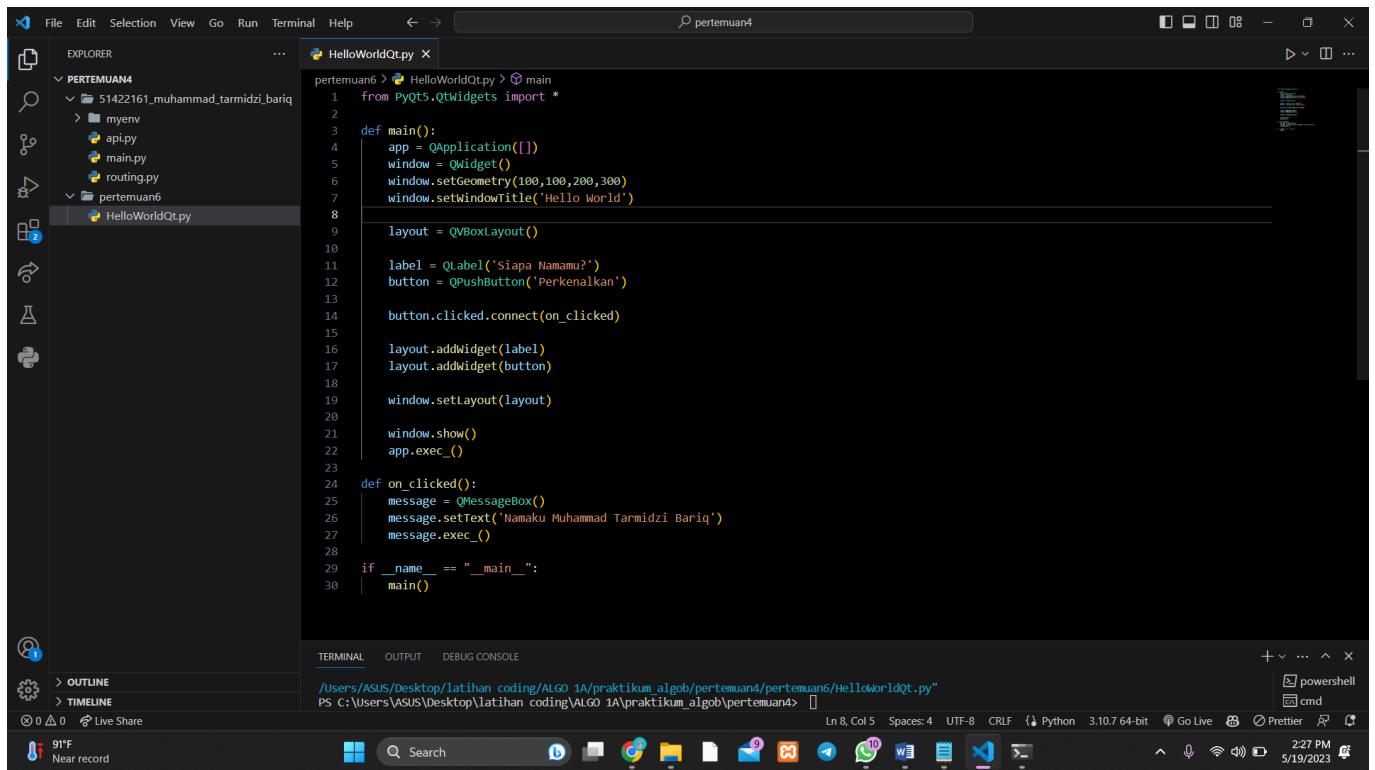 File Edit Selection View Go Run Terminal Help
pertemuan4
EXPLORER
PERTEMUAN4
51422161_muhammad_tarmidzi_bariq
myenv
api.py
main.py
routing.py
pertemuan6
HelloWorldQt.py
OUTLINE
TIMELINE
2
1
HelloWorldQt.py
pertemuan6 > HelloWorldQt.py > main
1 from PyQt5.QtWidgets import *
2
3 def main():
4 app = QApplication([])
5 window = QWidget()
6 window.setGeometry(100,100,200,300)
7 window.setWindowTitle('Hello World')
8
9 layout = QVBoxLayout()
10
11 label = QLabel('Siapa Namamu?')
12 button = QPushButton('Perkenalkan')
13
14 button.clicked.connect(on_clicked)
15
16 layout.addWidget(label)
17 layout.addWidget(button)
18
19 window.setLayout(layout)
20
21 window.show()
22 app.exec_()
23
24 def on_clicked():
25 message = QMessageBox()
26 message.setText('Namaku Muhammad Tarmidzi Bariq')
27 message.exec_()
28
29 if __name__ == "__main__":
30 main()
TERMINAL OUTPUT DEBUG CONSOLE
/Users/ASUS/Desktop/latihan coding/ALGO 1A/praktikum_algob/pertemuan4/pertemuan6/HelloWorldQt.py"
PS C:\Users\ASUS\Desktop\latihan coding\ALGO 1A\praktikum_algob\pertemuan4>
powershell
cmd
0 0 Live Share
Ln 8, Col 5 Spaces: 4 UTF-8 CRLF Python 3.10.7 64-bit Go Live Prettier
91°F
Near record
Search
9
10
2:27 PM
5/19/2023